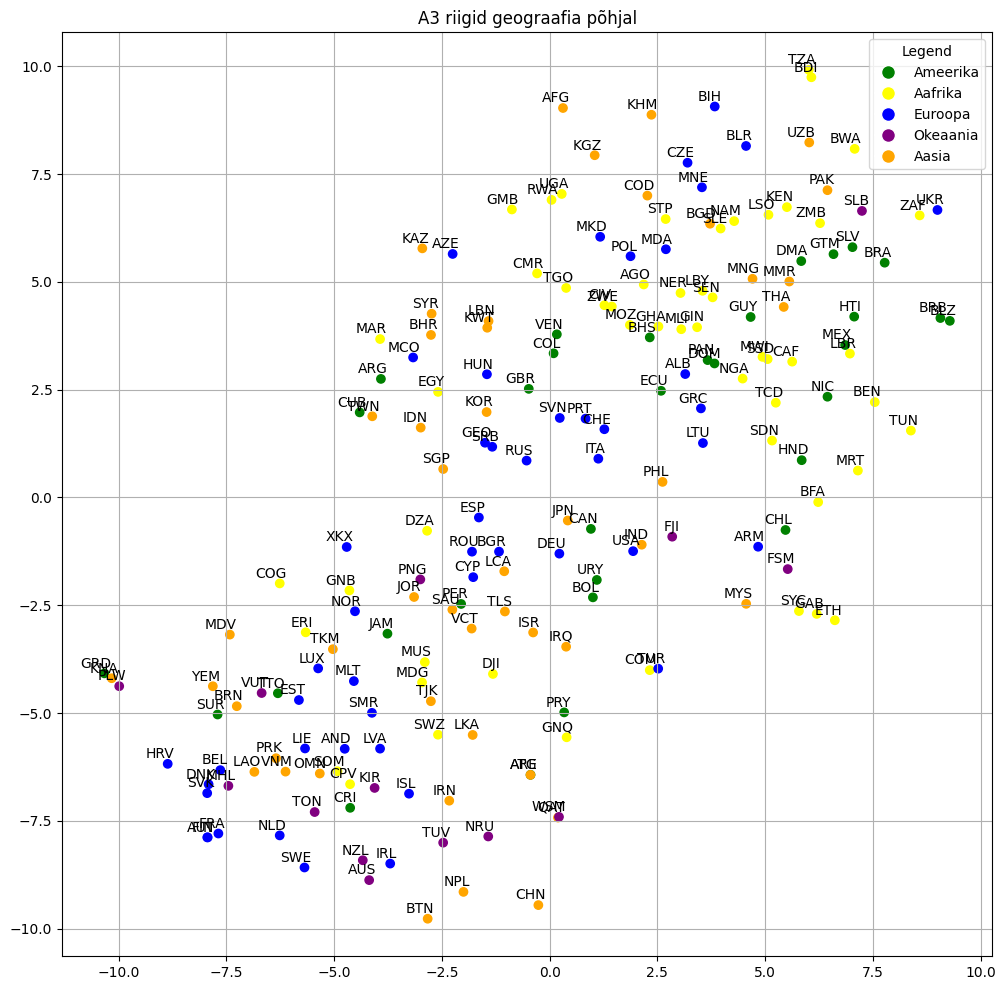 A3 riigid geograafia põhjal
Legend
Ameerika
Aafrika
Euroopa
Okeaania
Aasia
10.0
7.5
5.0
2.5
0.0
−2.5
−5.0
−7.5
−10.0
TZA
BDI
AFG
KHM
BIH
BLR
UZB
BWA
KGZ
CZE
MNE
PAK
COD
UGA
RWA
GMB
STP
BGD
NAM
SLE
LSO
KEN
ZMB
SLB
ZAF
UKR
KAZ
AZE
MKD
POL
MDA
DMA
GTM
SLV
BRA
CMR
TGO
AGO
NER
LBY
SEN
MNG
MMR
THA
SYR
LBN
KWT
BHR
ZWE
MOZ
GHA
MLI
GIN
GUY
HTI
BRB
BLZ
MAR
MCO
VEN
COL
BHS
PAN
DOM
MWI
SSD
CAF
MEX
LBR
ARG
HUN
EGY
GBR
ECU
ALB
NGA
NIC
BEN
CUB
TWN
IDN
KOR
SVN
PRT
CHE
GRC
TCD
TUN
GEO
SRB
RUS
ITA
LTU
SDN
HND
SGP
PHL
MRT
BFA
ESP
JPN
CAN
DZA
XKX
ROU
BGR
DEU
USA
IND
FJI
ARM
CHL
COG
GNB
PNG
CYP
LCA
URY
BOL
FSM
NOR
JOR
PER
SAU
TLS
MYS
SYC
GAB
ETH
MDV
ERI
TKM
JAM
VCT
ISR
IRQ
GRD
KNA
PLW
YEM
LUX
MLT
MUS
MDG
DJI
COM
TUR
BRN
VUT
TTO
EST
TJK
SUR
SMR
PRY
SWZ
LKA
GNQ
HRV
BEL
PRK
LIE
AND
LVA
DNK
SVK
MHL
LAO
VNM
OMN
SOM
CPV
KIR
ISL
IRN
TON
CRI
WSM
QAT
FRA
NLD
TUV
NRU
SWE
NZL
AUS
IRL
NPL
CHN
BTN
−10.0 −7.5 −5.0 −2.5 0.0 2.5 5.0 7.5 10.0